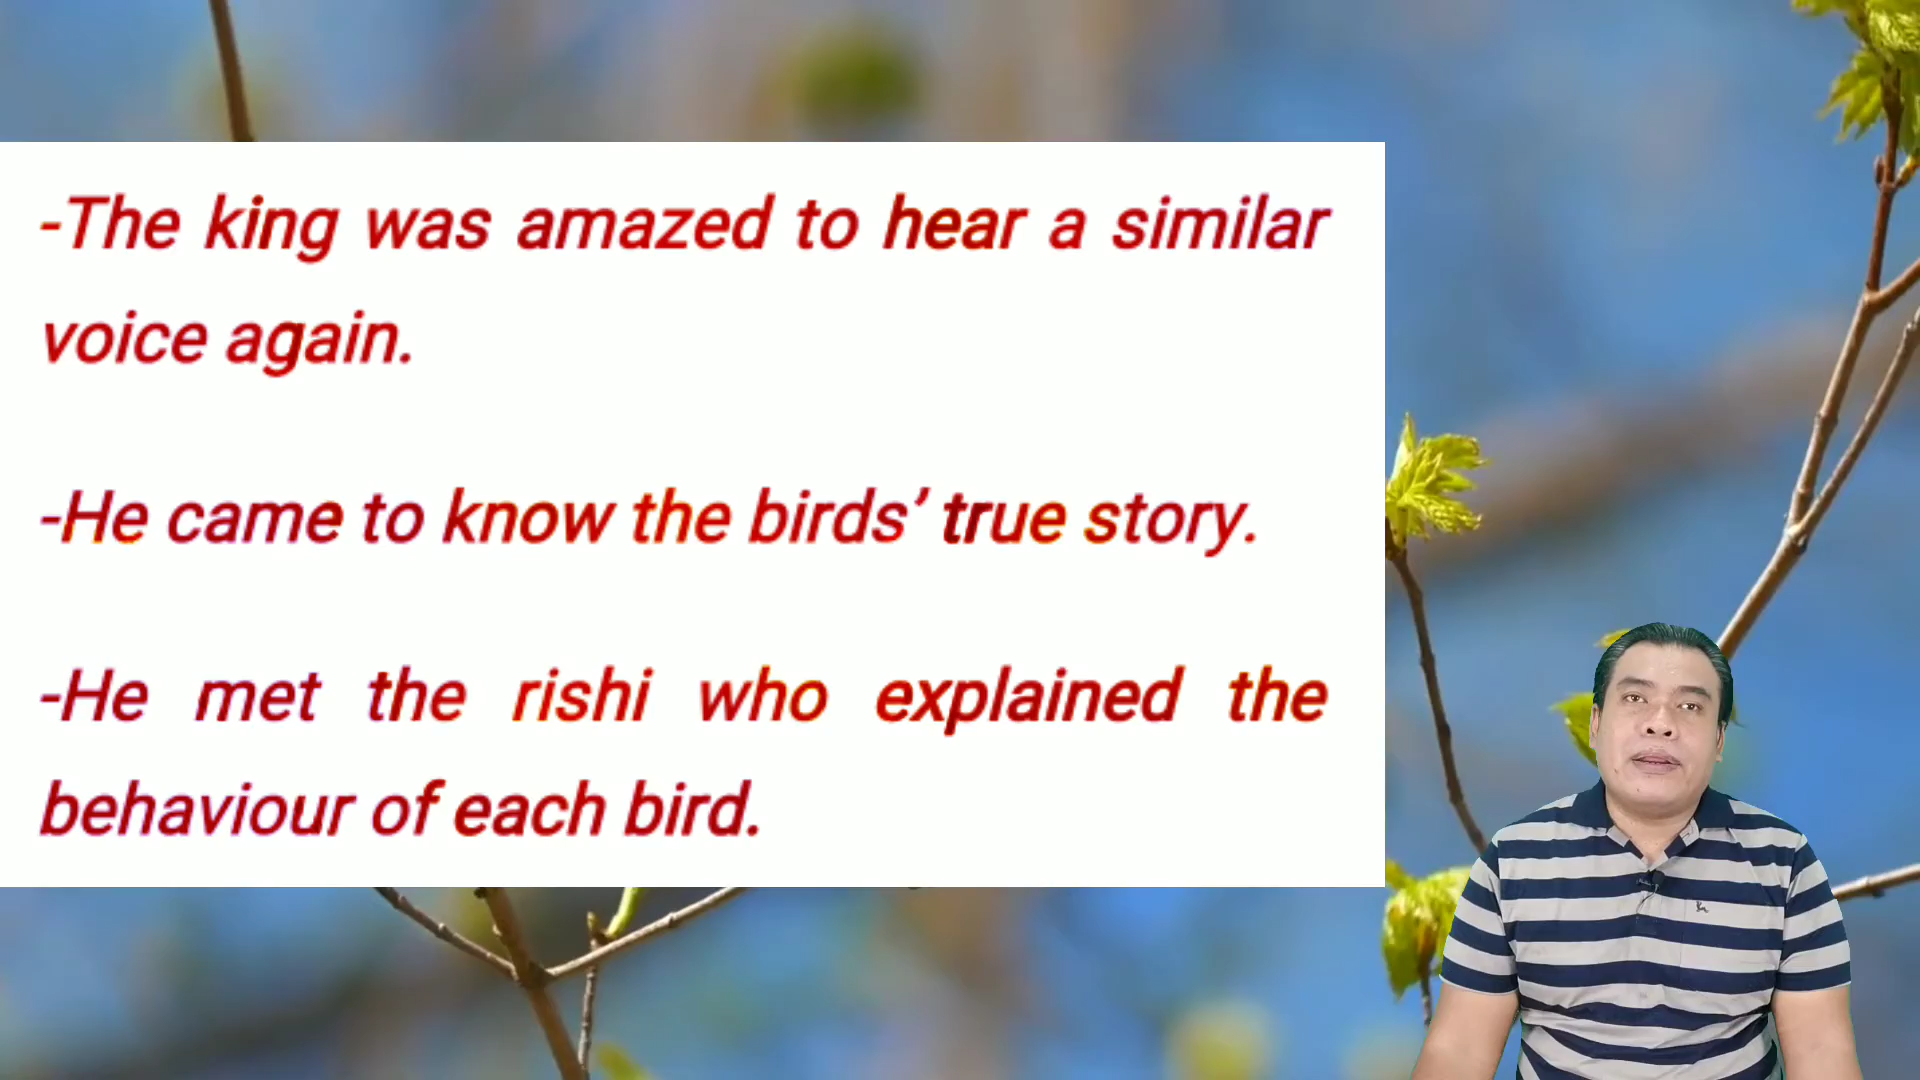 -The king was amazed to hear a similar
voice again.
-He came to know the birds’ true story.
-He met the rishi who explained the
behaviour of each bird.